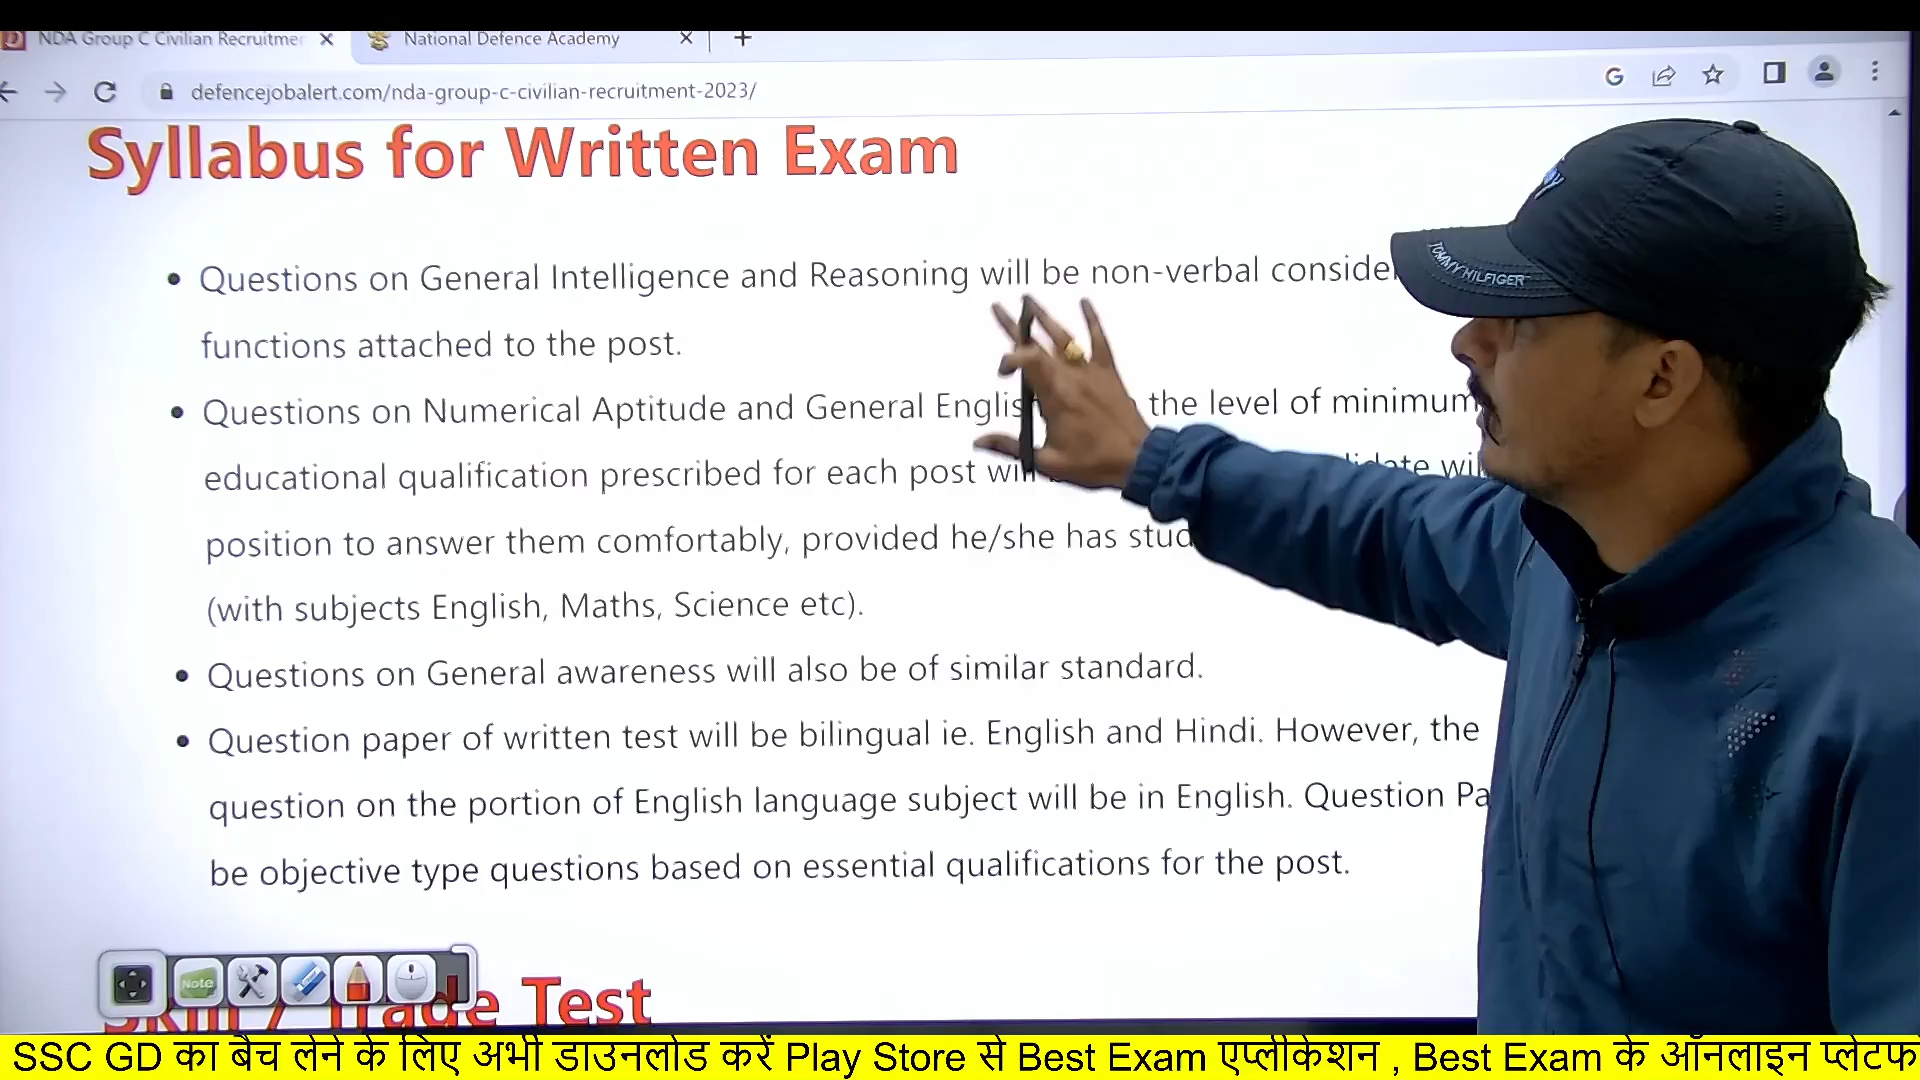 NDA Group C Civilian Recruitme
National Defence Academy
defencejobalert.com/nda-group-c-civilian-recruitment-2023/
Syllabus for Written Exam
Questions on General Intelligence and Reasoning will be non-verbal
functions attached to the post.
Questions on Numerical Aptitude and General the level of minimum
educational qualification prescribed for each post
position to answer them comfortably, provided he/she has
(with subjects English, Maths, Science etc).
Questions on General awareness will also be of similar standard.
Question paper of written test will be bilingual ie. English and Hindi. However, the
question on the portion of English language subject will be in English. Question
be objective type questions based on essential qualifications for the post.
Note
Test
TOMMY HILFIGER
SSC GD का बैच लेने के लिए अभी डाउनलोड करें Play Store से Best Exam एप्लीकेशन , Best Exam के ऑनलाइन प्लेटफ